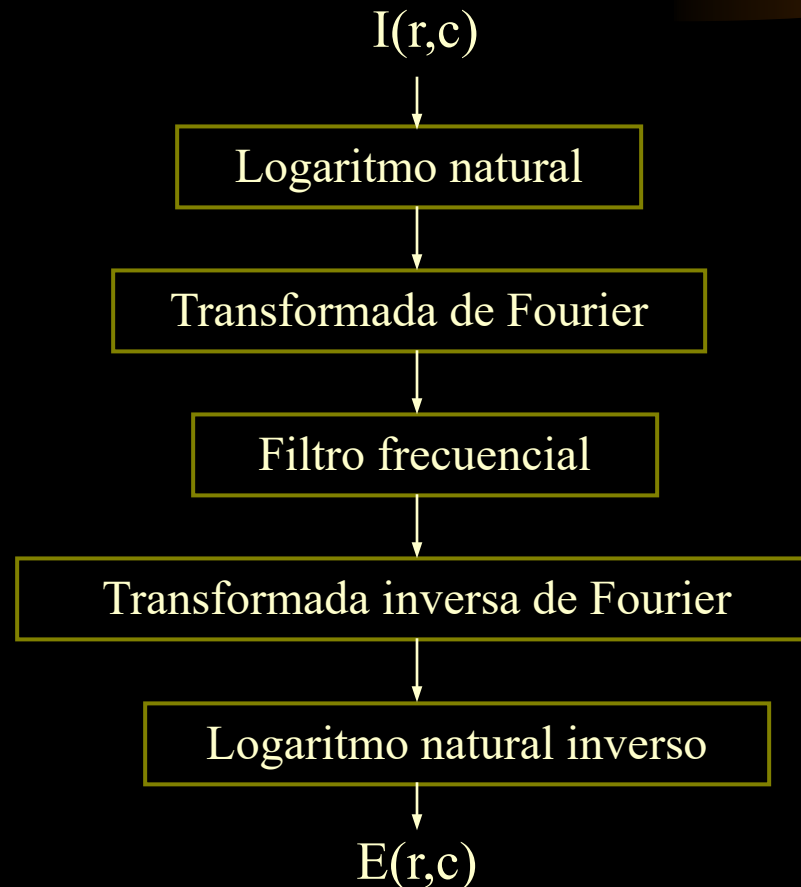 I(r,c)
Logaritmo natural
Transformada de Fourier
Filtro frecuencial
Transformada inversa de Fourier
Logaritmo natural inverso
E(r,c)